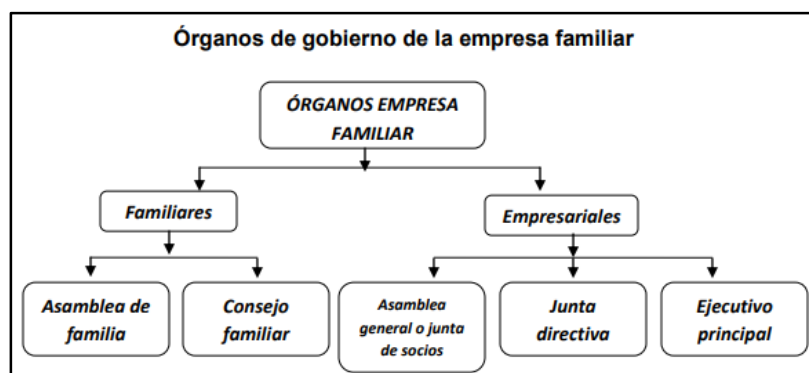 Órganos de gobierno de la empresa familiar
ÓRGANOS EMPRESA
FAMILIAR
Familiares
Empresariales
Asamblea de
familia
Consejo
familiar
Asamblea
general o junta
de socios
Junta
directiva
Ejecutivo
principal